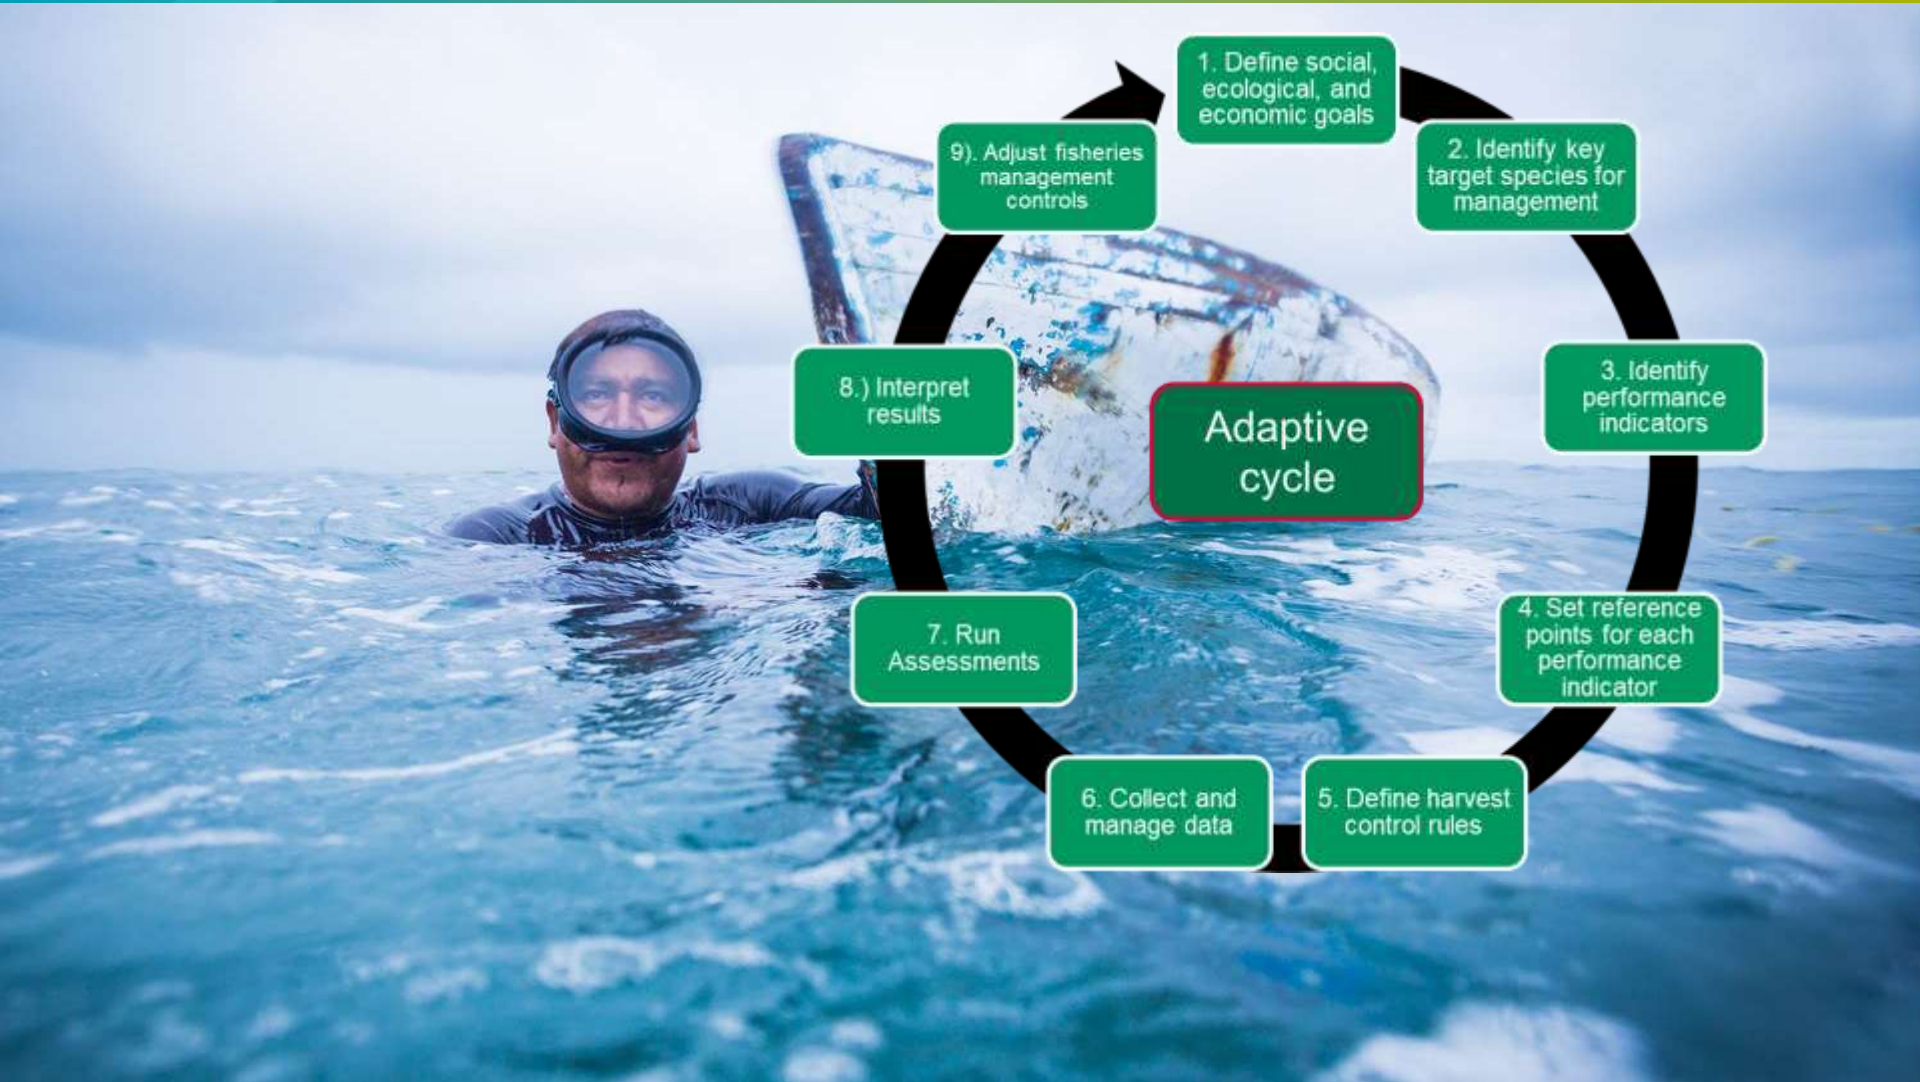 1. Define social,
ecological, and
economic goals
2. Identify key
target species for
management
3. Identify
performance
indicators
4. Set reference
points for each
performance
indicator
5. Define harvest
control rules
6. Collect and
manage data
7. Run
Assessments
8.) Interpret
results
9). Adjust fisheries
management
controls
Adaptive
cycle